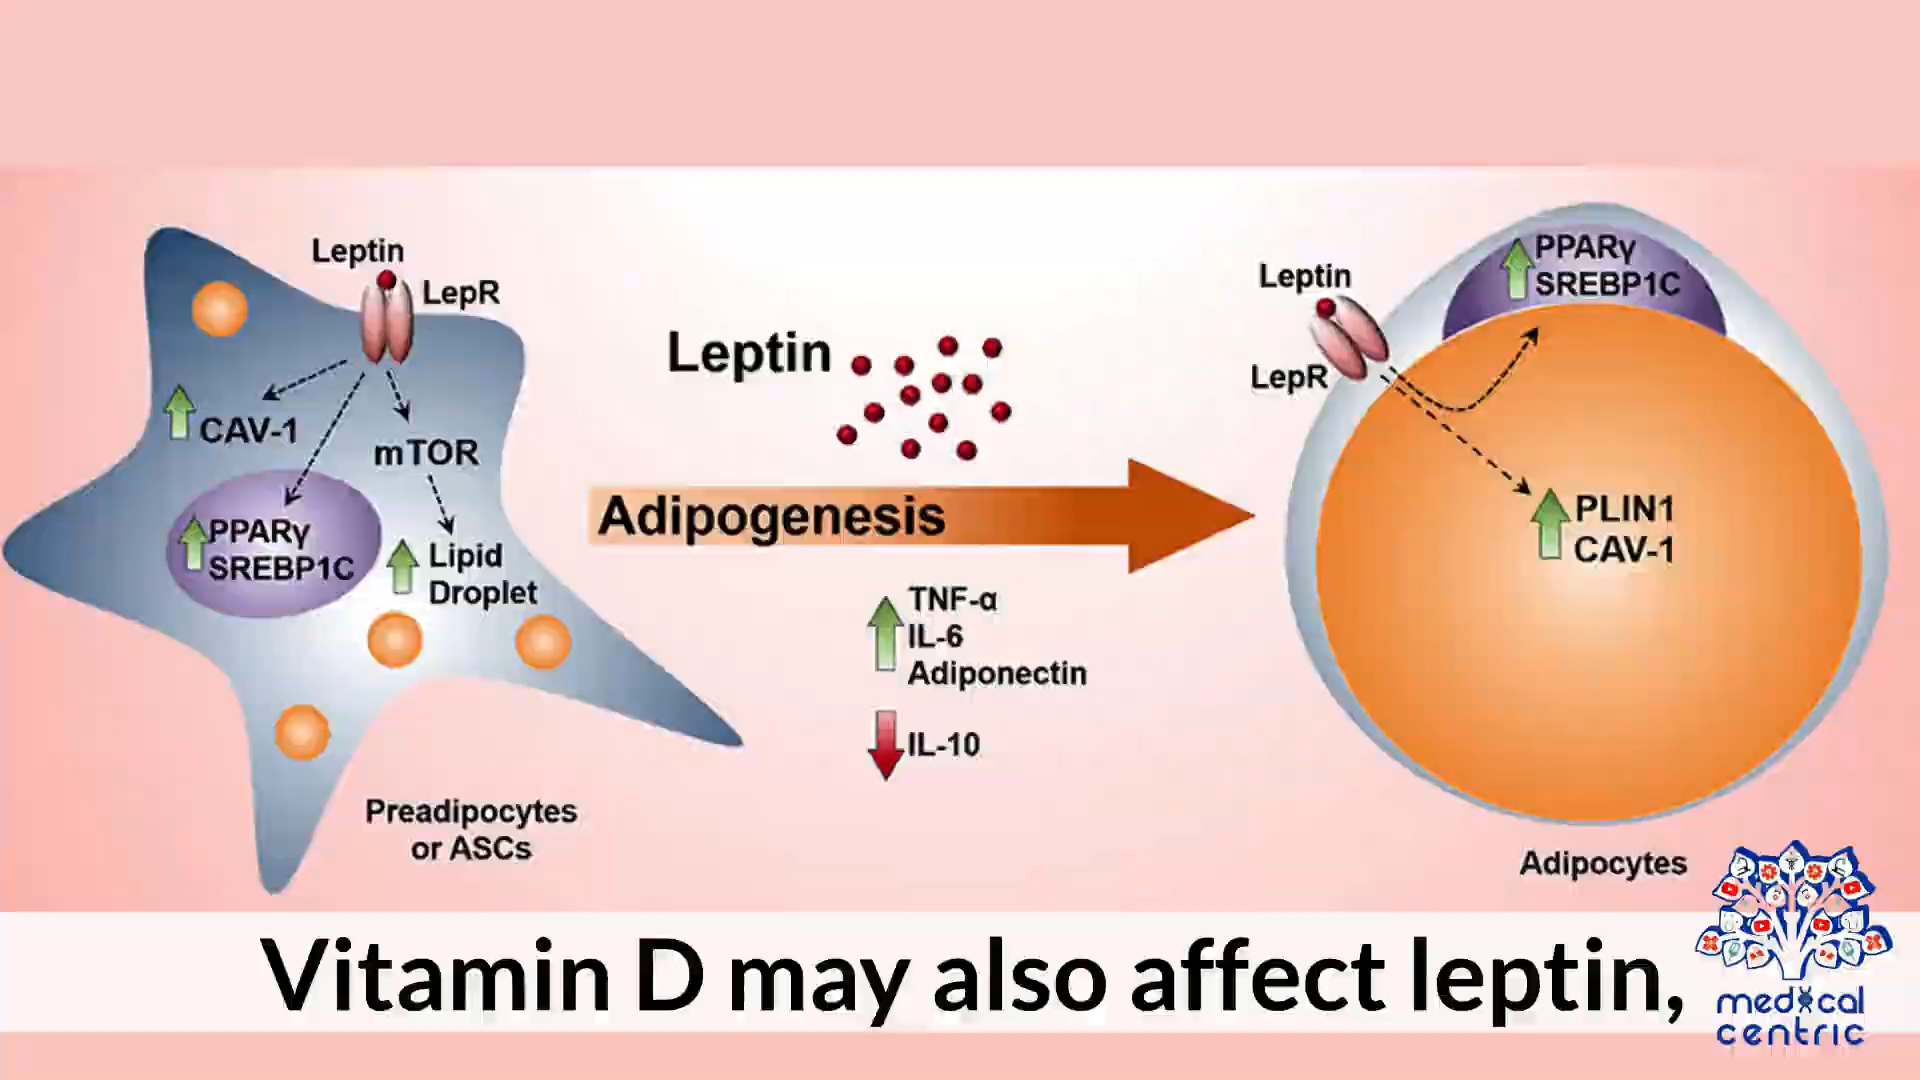 Leptin
LepR
CAV-1
mTOR
PPARγ
SREBP1C
Lipid
Droplet
Preadipocytes
or ASCs
Leptin
Adipogenesis
TNF-α
IL-6
Adiponectin
IL-10
Leptin
LepR
PPARγ
SREBP1C
PLIN1
CAV-1
Adipocytes
Vitamin D may also affect leptin,
medical
centric